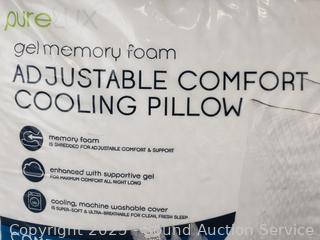 pureLUX
gel memory foam
ADJUSTABLE COMFORT
COOLING PILLOW
memory foam
IS SHREDDED FOR ADJUSTABLE COMFORT & SUPPORT
enhanced with supportive gel
FOR MAXIMUM COMFORT ALL NIGHT LONG
cooling, machine washable cover
IS SUPER-SOFT & ULTRA-BREATHABLE FOR CLEAN, FRESH SLEEP
Copyright 2023 - Sound Auction Service